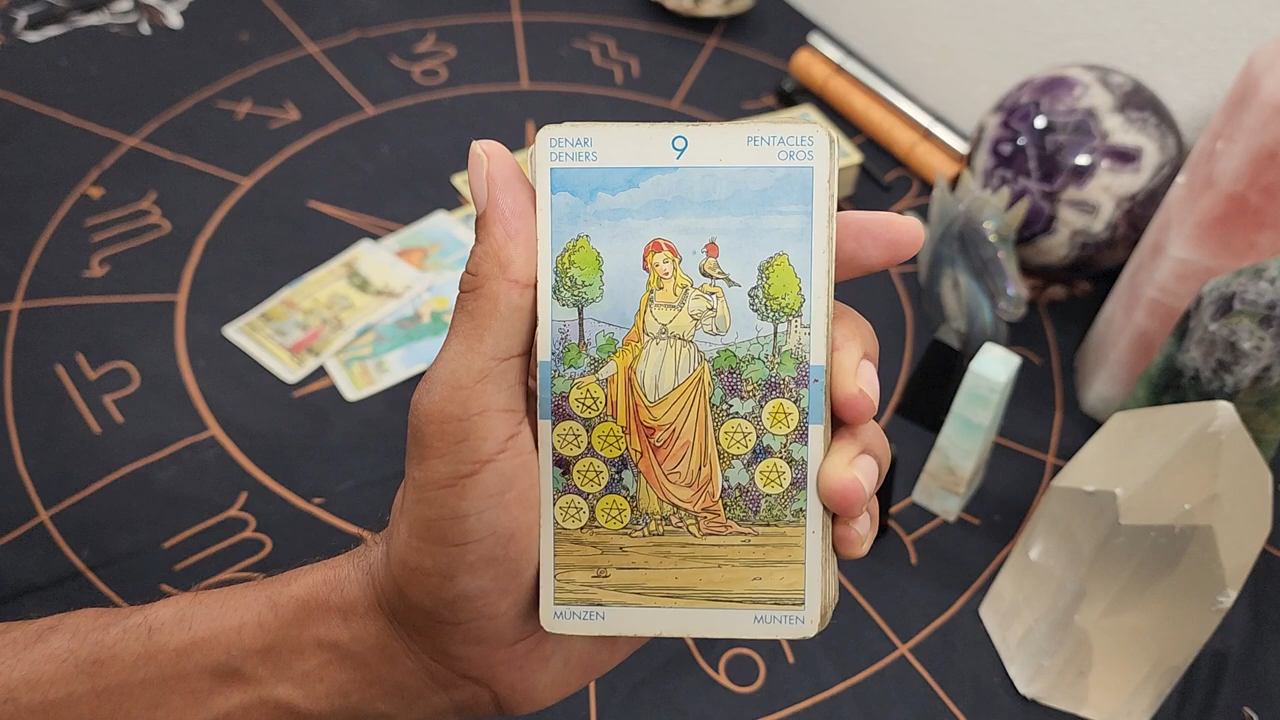 DENARI
DENIERS
9
PENTACLES
OROS
MÜNZEN
MUNTEN